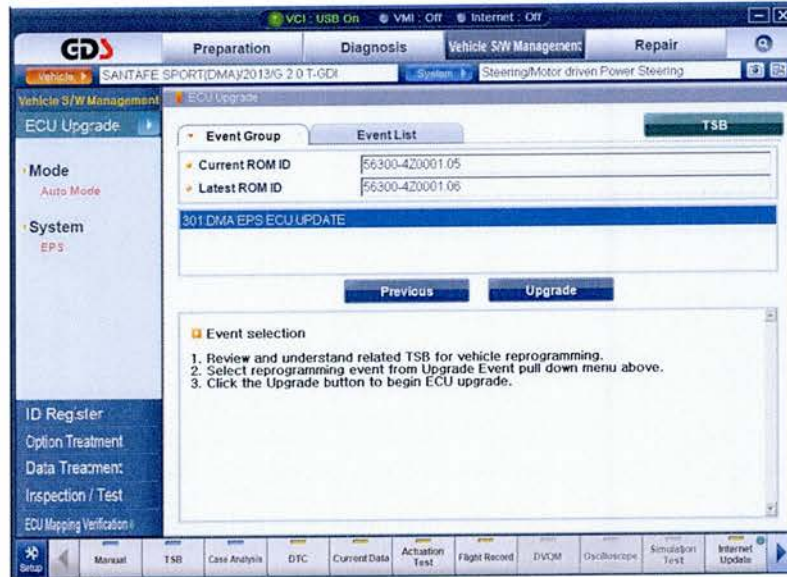 VCI : USB On VMI : Off Internet : Off
GDS Preparation Diagnosis Vehicle S/W Management Repair
Vehicle SANTAFE SPORT(DMA)/2013/G 2.0 T-GDI System Steering/Motor driven Power Steering
Vehicle S/W Management ECU Upgrade
ECU Upgrade
Event Group Event List TSB
Mode
Auto Mode
System
EPS
Current ROM ID 56300-4Z0001.05
Latest ROM ID 56300-4Z0001.06
301.DMA EPS ECU UPDATE
Previous Upgrade
Event selection
1. Review and understand related TSB for vehicle reprogramming.
2. Select reprogramming event from Upgrade Event pull down menu above.
3. Click the Upgrade button to begin ECU upgrade.
ID Register
Option Treatment
Data Treatment
Inspection / Test
ECU Mapping Verification
Setup Manual TSB Case Analysis DTC Current Data Actuation Test Flight Record DVOM Oscilloscope Simulation Test Internet Update